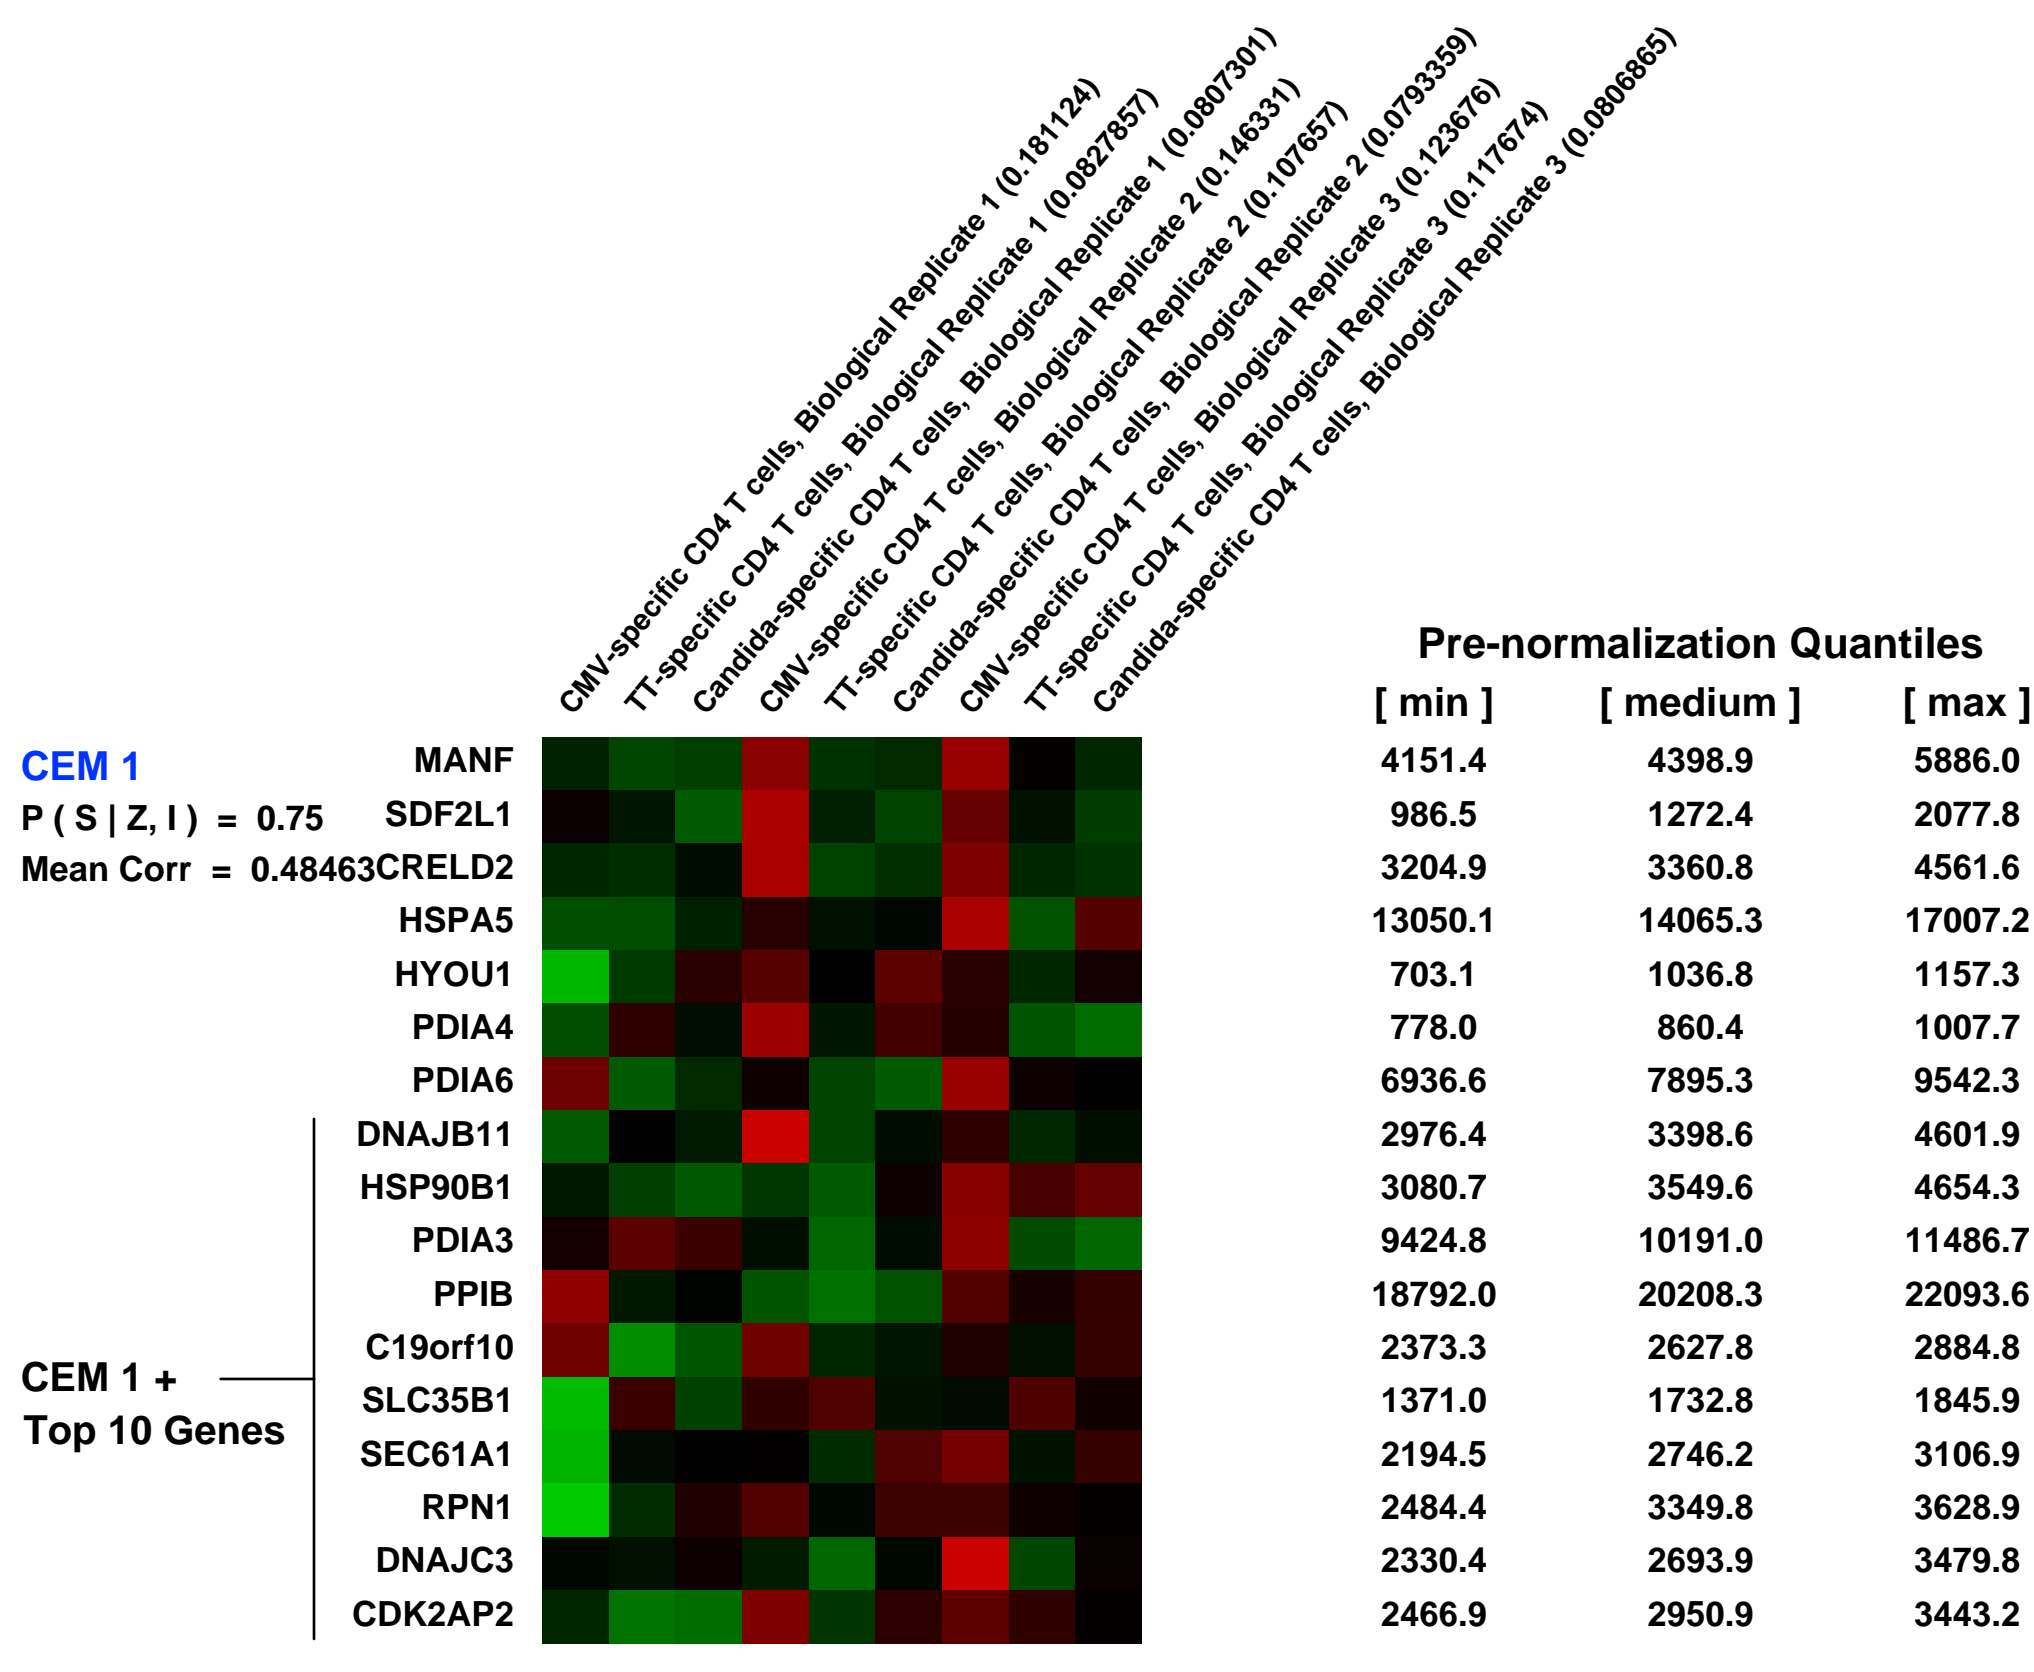 CMV-specific CD4 T cells, Biological Replicate 1 (0.181124)
TT-specific CD4 T cells, Biological Replicate 1 (0.0827857)
Candida-specific CD4 T cells, Biological Replicate 1 (0.0807301)
CMV-specific CD4 T cells, Biological Replicate 2 (0.146331)
TT-specific CD4 T cells, Biological Replicate 2 (0.107657)
Candida-specific CD4 T cells, Biological Replicate 2 (0.0793359)
CMV-specific CD4 T cells, Biological Replicate 3 (0.123676)
TT-specific CD4 T cells, Biological Replicate 3 (0.117674)
Candida-specific CD4 T cells, Biological Replicate 3 (0.0806865)
Pre-normalization Quantiles
[ min ] [ medium ] [ max ]
CEM 1 MANF 4151.4 4398.9 5886.0
P ( S | Z, I ) = 0.75 SDF2L1 986.5 1272.4 2077.8
Mean Corr = 0.48463 CRELD2 3204.9 3360.8 4561.6
HSPA5 13050.1 14065.3 17007.2
HYOU1 703.1 1036.8 1157.3
PDIA4 778.0 860.4 1007.7
PDIA6 6936.6 7895.3 9542.3
DNAJB11 2976.4 3398.6 4601.9
HSP90B1 3080.7 3549.6 4654.3
PDIA3 9424.8 10191.0 11486.7
PPIB 18792.0 20208.3 22093.6
C19orf10 2373.3 2627.8 2884.8
CEM 1 +
SLC35B1 1371.0 1732.8 1845.9
Top 10 Genes
SEC61A1 2194.5 2746.2 3106.9
RPN1 2484.4 3349.8 3628.9
DNAJC3 2330.4 2693.9 3479.8
CDK2AP2 2466.9 2950.9 3443.2